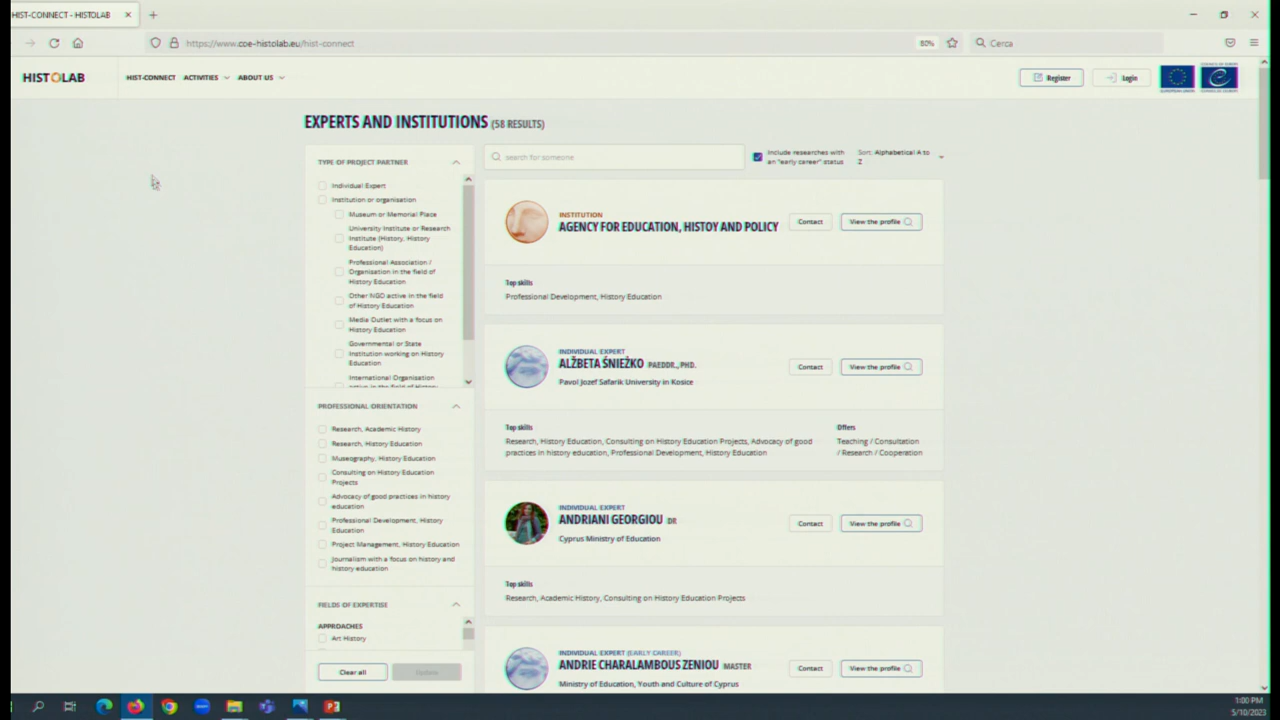 HIST-CONNECT - HISTOLAB
https://www.coe-histolab.eu/hist-connect
80%
Cerca
HISTOLAB
HIST-CONNECT
ACTIVITIES
ABOUT US
Register
Login
EXPERTS AND INSTITUTIONS (58 RESULTS)
TYPE OF PROJECT PARTNER
Individual Expert
Institution or organisation
Museum or Memorial Place
University Institute or Research
Institute (History, History
Education)
Professional Association /
Organisation in the field of
History Education
Other NGO active in the field
of History Education
Media Outlet with a focus on
History Education
Governmental or State
Institution working on History
Education
International Organisation
active in the field of History
PROFESSIONAL ORIENTATION
Research, Academic History
Research, History Education
Museography, History Education
Consulting on History Education
Projects
Advocacy of good practices in history
education
Professional Development, History
Education
Project Management, History Education
Journalism with a focus on history and
history education
FIELDS OF EXPERTISE
APPROACHES
Art History
Clear all
search for someone
Include researches with
an "early career" status
Sort: Alphabetical A to
Z
INSTITUTION
AGENCY FOR EDUCATION, HISTOY AND POLICY
Contact
View the profile
Top skills
Professional Development, History Education
INDIVIDUAL EXPERT
ALŽBETA ŚNIEŻKO PAEDDR., PHD.
Pavol Jozef Safarik University in Kosice
Contact
View the profile
Top skills
Research, History Education, Consulting on History Education Projects, Advocacy of good
practices in history education, Professional Development, History Education
Offers
Teaching / Consultation
/ Research / Cooperation
INDIVIDUAL EXPERT
ANDRIANI GEORGIOU DR
Cyprus Ministry of Education
Contact
View the profile
Top skills
Research, Academic History, Consulting on History Education Projects
INDIVIDUAL EXPERT (EARLY CAREER)
ANDRIE CHARALAMBOUS ZENIOU MASTER
Ministry of Education, Youth and Culture of Cyprus
Contact
View the profile
1:00 PM
5/10/2023